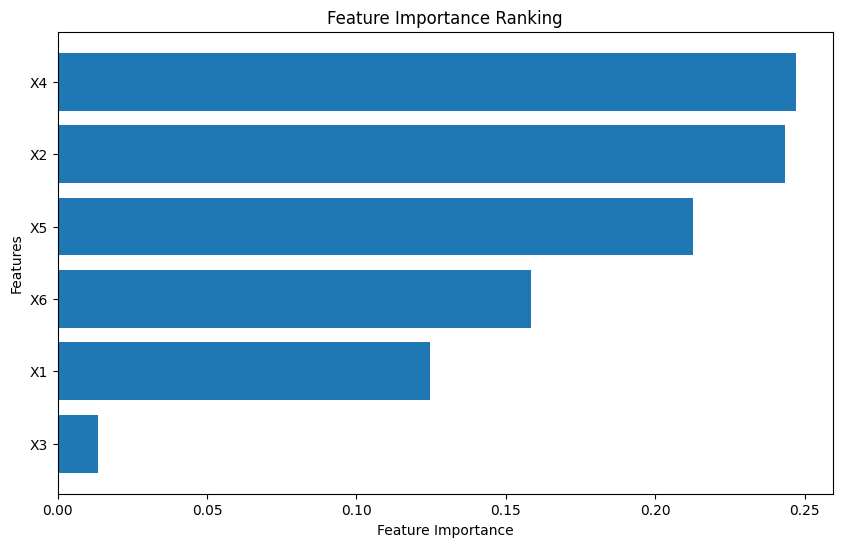 Feature Importance Ranking
X4
X2
X5
X6
X1
X3
Features
0.00 0.05 0.10 0.15 0.20 0.25
Feature Importance